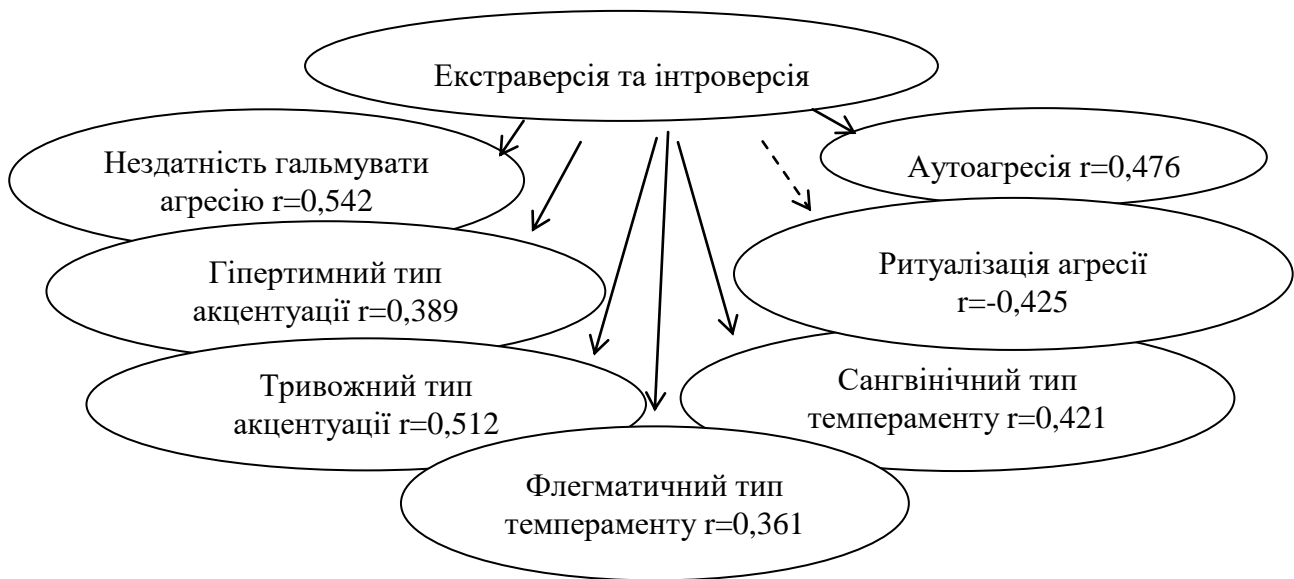 Екстраверсія та інтроверсія
Нездатність гальмувати
агресію r=0,542
Аутоагресія r=0,476
Гіпертимний тип
акцентуації r=0,389
Ритуалізація агресії
r=-0,425
Тривожний тип
акцентуації r=0,512
Сангвінічний тип
темпераменту r=0,421
Флегматичний тип
темпераменту r=0,361